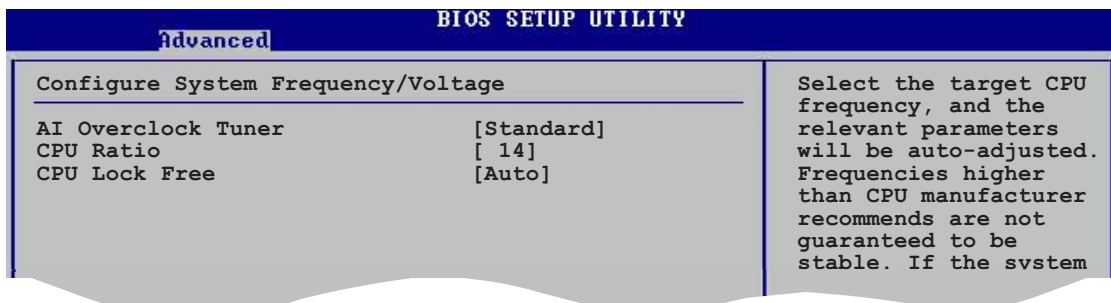 BIOS SETUP UTILITY
Advanced
Configure System Frequency/Voltage
AI Overclock Tuner [Standard]
CPU Ratio [ 14]
CPU Lock Free [Auto]
Select the target CPU
frequency, and the
relevant parameters
will be auto-adjusted.
Frequencies higher
than CPU manufacturer
recommends are not
guaranteed to be
stable. If the system